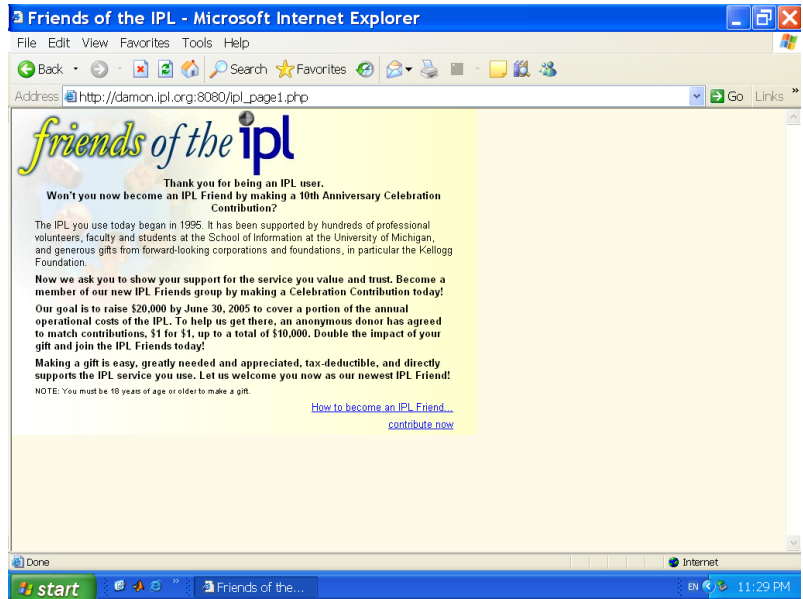 Friends of the IPL - Microsoft Internet Explorer
File Edit View Favorites Tools Help
Back Search Favorites
Address http://damon.ipl.org:8080/ipl_page1.php Go Links »
friends of the ipl
Thank you for being an IPL user.
Won't you now become an IPL Friend by making a 10th Anniversary Celebration
Contribution?
The IPL you use today began in 1995. It has been supported by hundreds of professional
volunteers, faculty and students at the School of Information at the University of Michigan,
and generous gifts from forward-looking corporations and foundations, in particular the Kellogg
Foundation.
Now we ask you to show your support for the service you value and trust. Become a
member of our new IPL Friends group by making a Celebration Contribution today!
Our goal is to raise $20,000 by June 30, 2005 to cover a portion of the annual
operational costs of the IPL. To help us get there, an anonymous donor has agreed
to match contributions, $1 for $1, up to a total of $10,000. Double the impact of your
gift and join the IPL Friends today!
Making a gift is easy, greatly needed and appreciated, tax-deductible, and directly
supports the IPL service you use. Let us welcome you now as our newest IPL Friend!
NOTE: You must be 18 years of age or older to make a gift.
How to become an IPL Friend...
contribute now
Done Internet
start » Friends of the... EN 11:29 PM